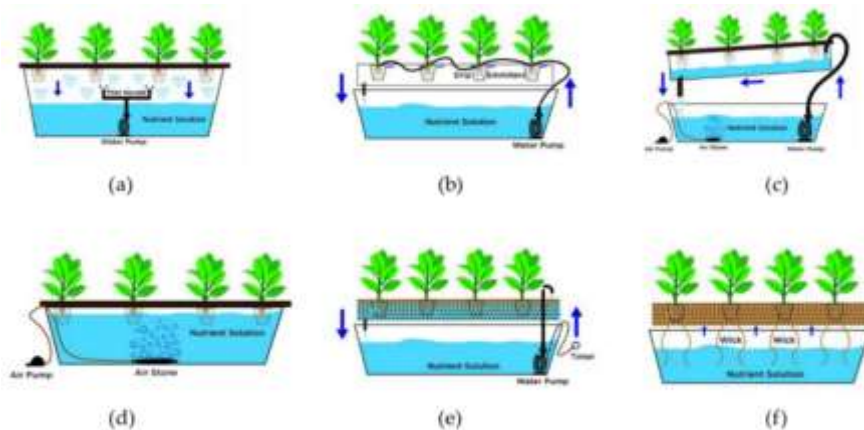 Nutrient Solution
Water Pump
(a)
Drip Emitters
Nutrient Solution
Water Pump
(b)
Nutrient Solution
Air Pump
Air Stone
Water Pump
(c)
Nutrient Solution
Air Pump
Air Stone
(d)
Timer
Nutrient Solution
Water Pump
(e)
Wick
Wick
Nutrient Solution
(f)